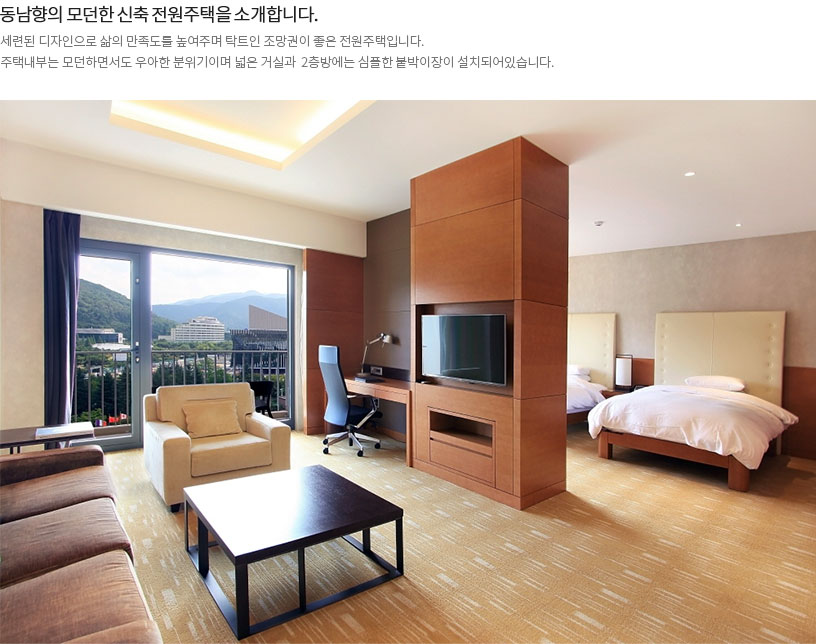 동남향의 모던한 신축 전원주택을 소개합니다.
세련된 디자인으로 삶의 만족도를 높여주며 탁트인 조망권이 좋은 전원주택입니다.
주택내부는 모던하면서도 우아한 분위기이며 넓은 거실과 2층방에는 심플한 붙박이장이 설치되어있습니다.